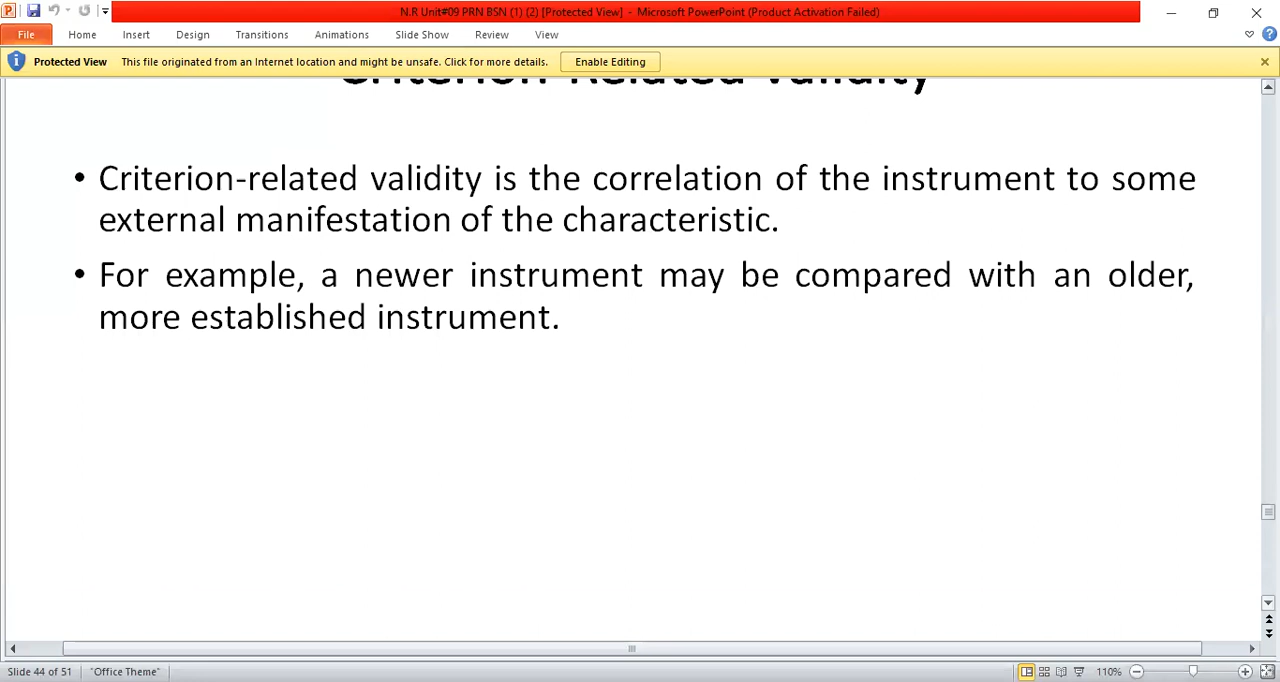 N.R Unit#09 PRN BSN (1) (2) [Protected View] - Microsoft PowerPoint (Product Activation Failed)
File Home Insert Design Transitions Animations Slide Show Review View
Protected View This file originated from an Internet location and might be unsafe. Click for more details. Enable Editing
Criterion-Related Validity
• Criterion-related validity is the correlation of the instrument to some
external manifestation of the characteristic.
• For example, a newer instrument may be compared with an older,
more established instrument.
Slide 44 of 51 "Office Theme" 110%